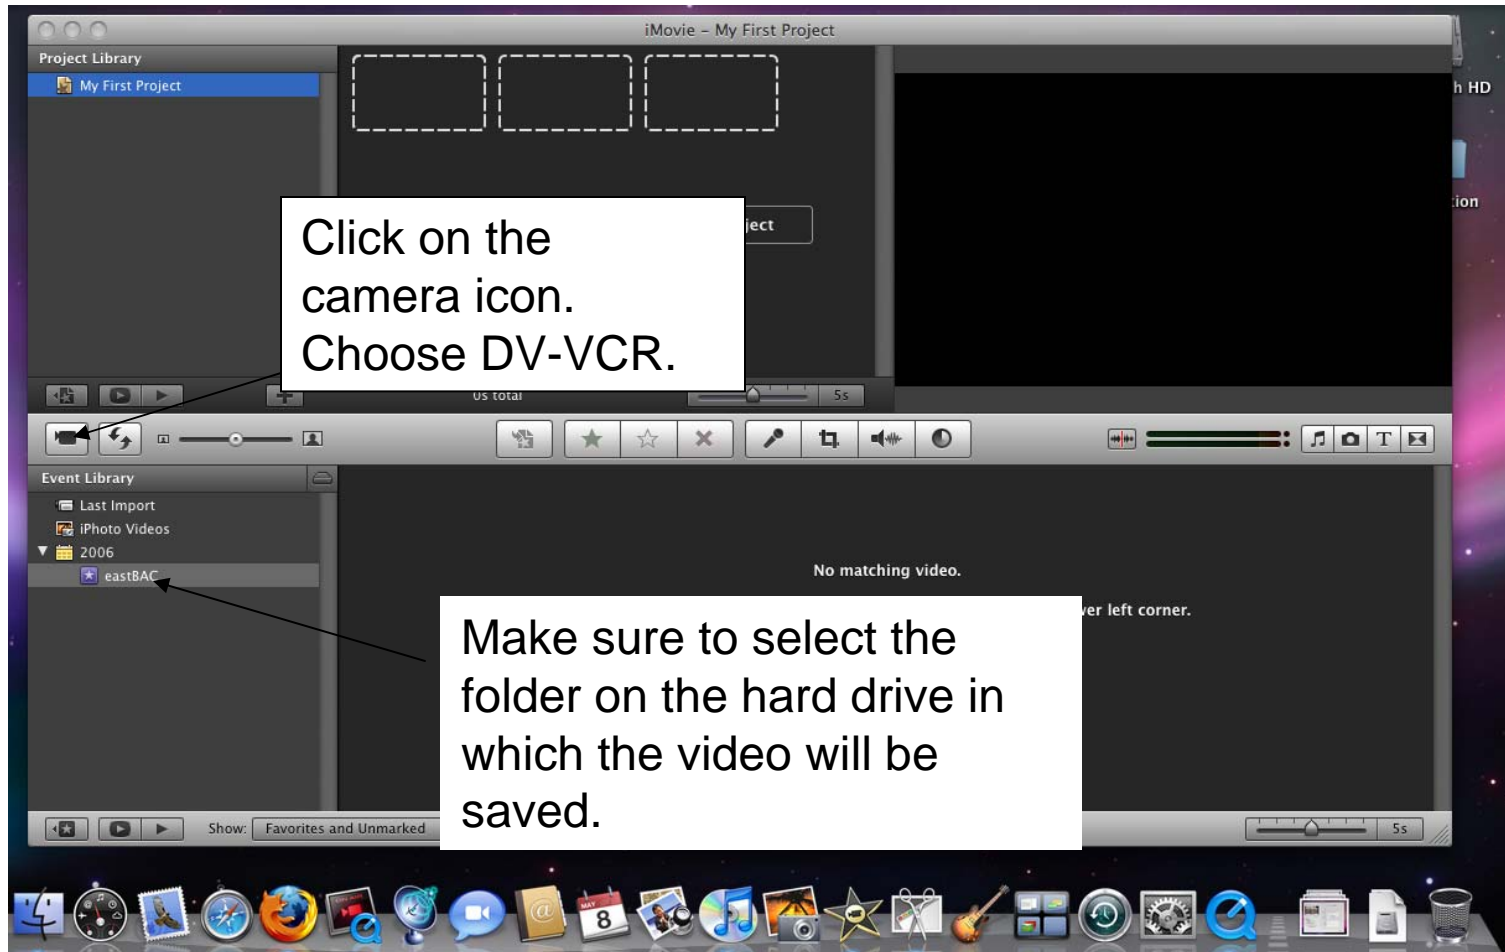 iMovie – My First Project
Project Library
My First Project
h HD
tion
ject
Click on the
camera icon.
Choose DV-VCR.
0s total
5s
T
Event Library
Last Import
iPhoto Videos
2006
eastBAC
No matching video.
er left corner.
Make sure to select the
folder on the hard drive in
which the video will be
saved.
Show: Favorites and Unmarked
5s
MAY
8